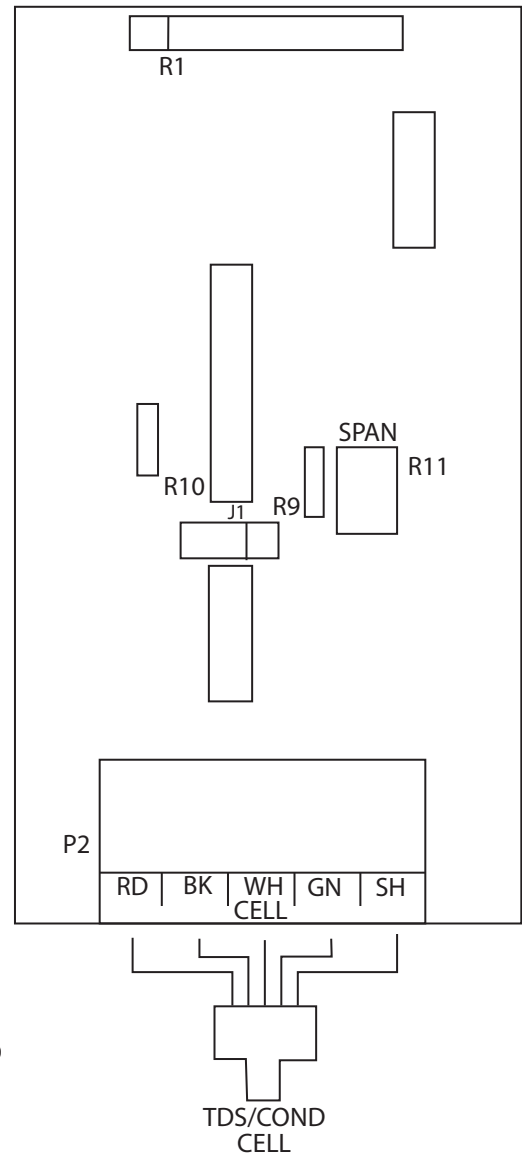 R1
SPAN
R11
R10
R9
J1
P2
RD BK WH GN SH
CELL
TDS/COND
CELL